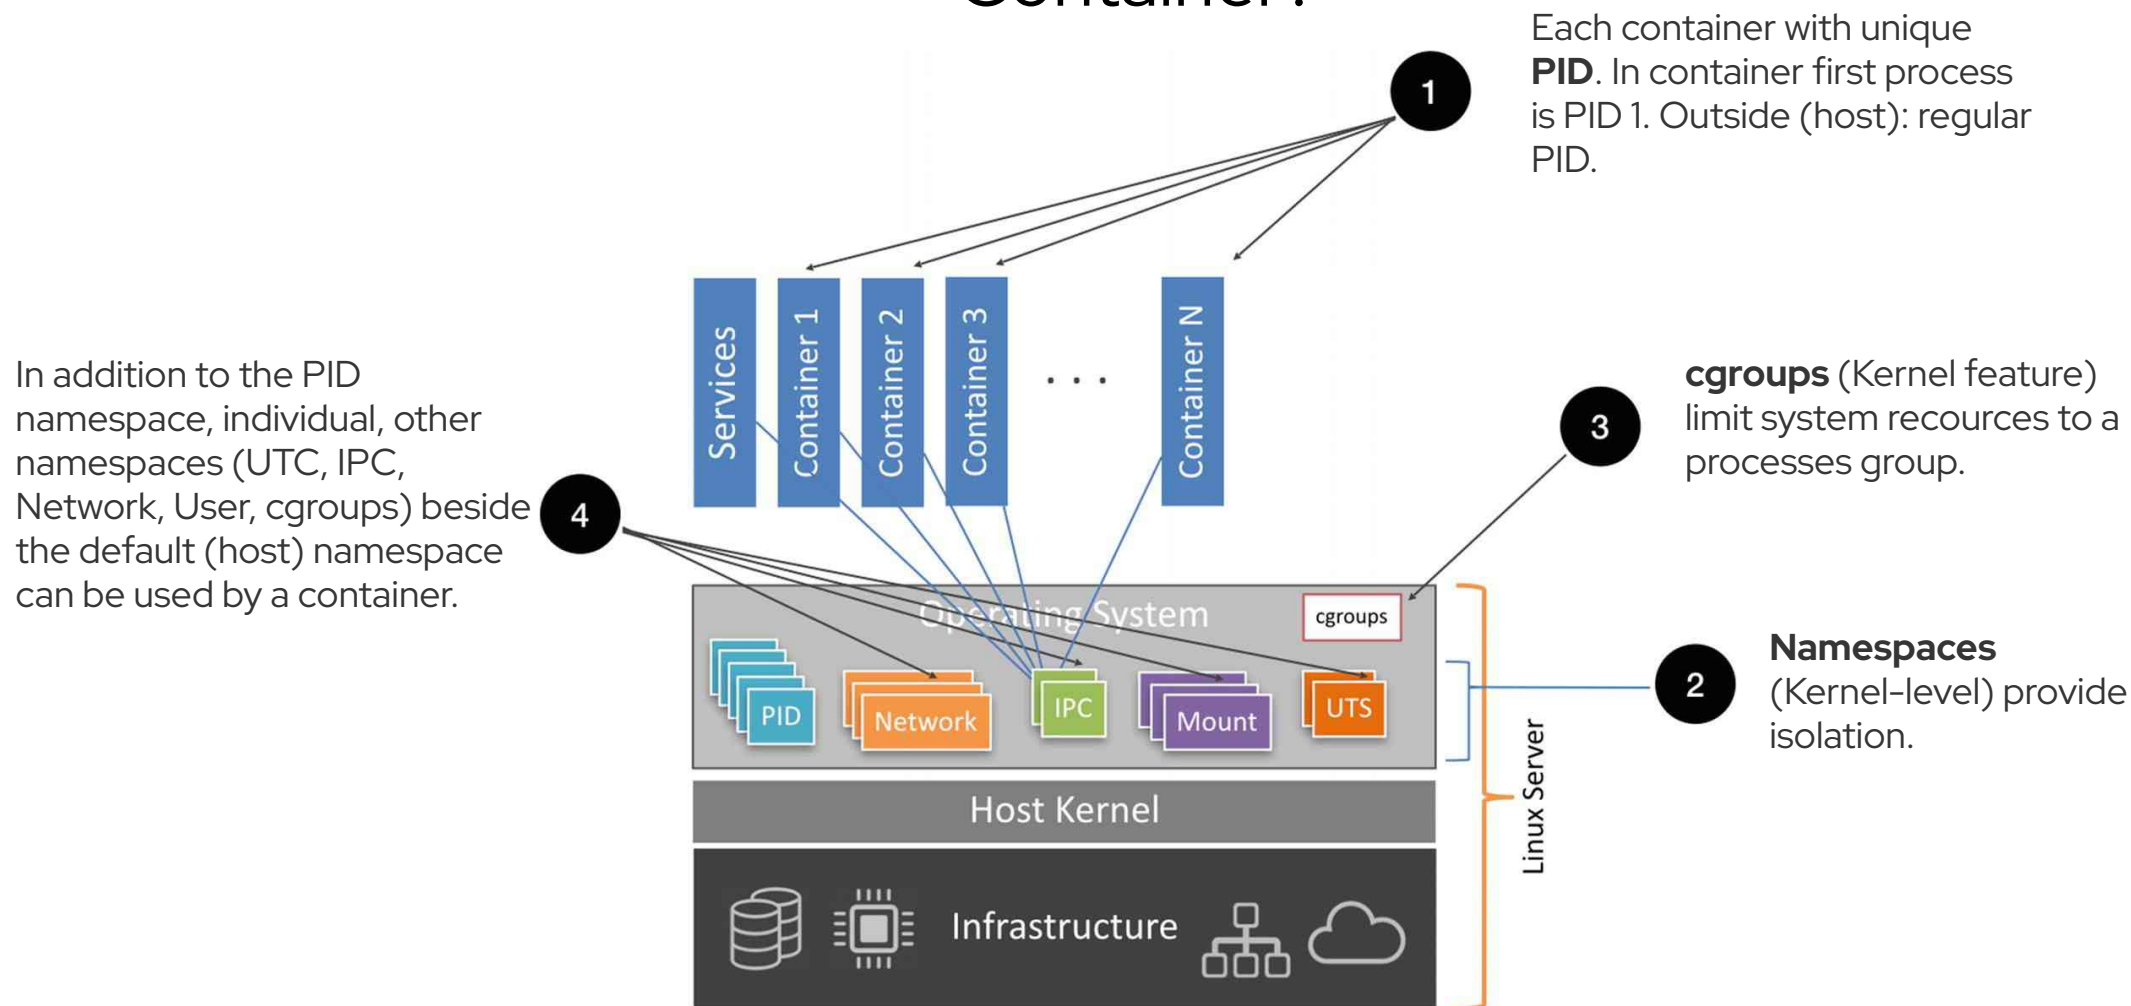 Container?
Each container with unique
PID. In container first process
is PID 1. Outside (host): regular
PID.
1
Services
Container 1
Container 2
Container 3
. . .
Container N
In addition to the PID
namespace, individual, other
namespaces (UTC, IPC,
Network, User, cgroups) beside
the default (host) namespace
can be used by a container.
4
3
cgroups (Kernel feature)
limit system recources to a
processes group.
Operating System
cgroups
PID
Network
IPC
Mount
UTS
2
Namespaces
(Kernel-level) provide
isolation.
Linux Server
Host Kernel
Infrastructure